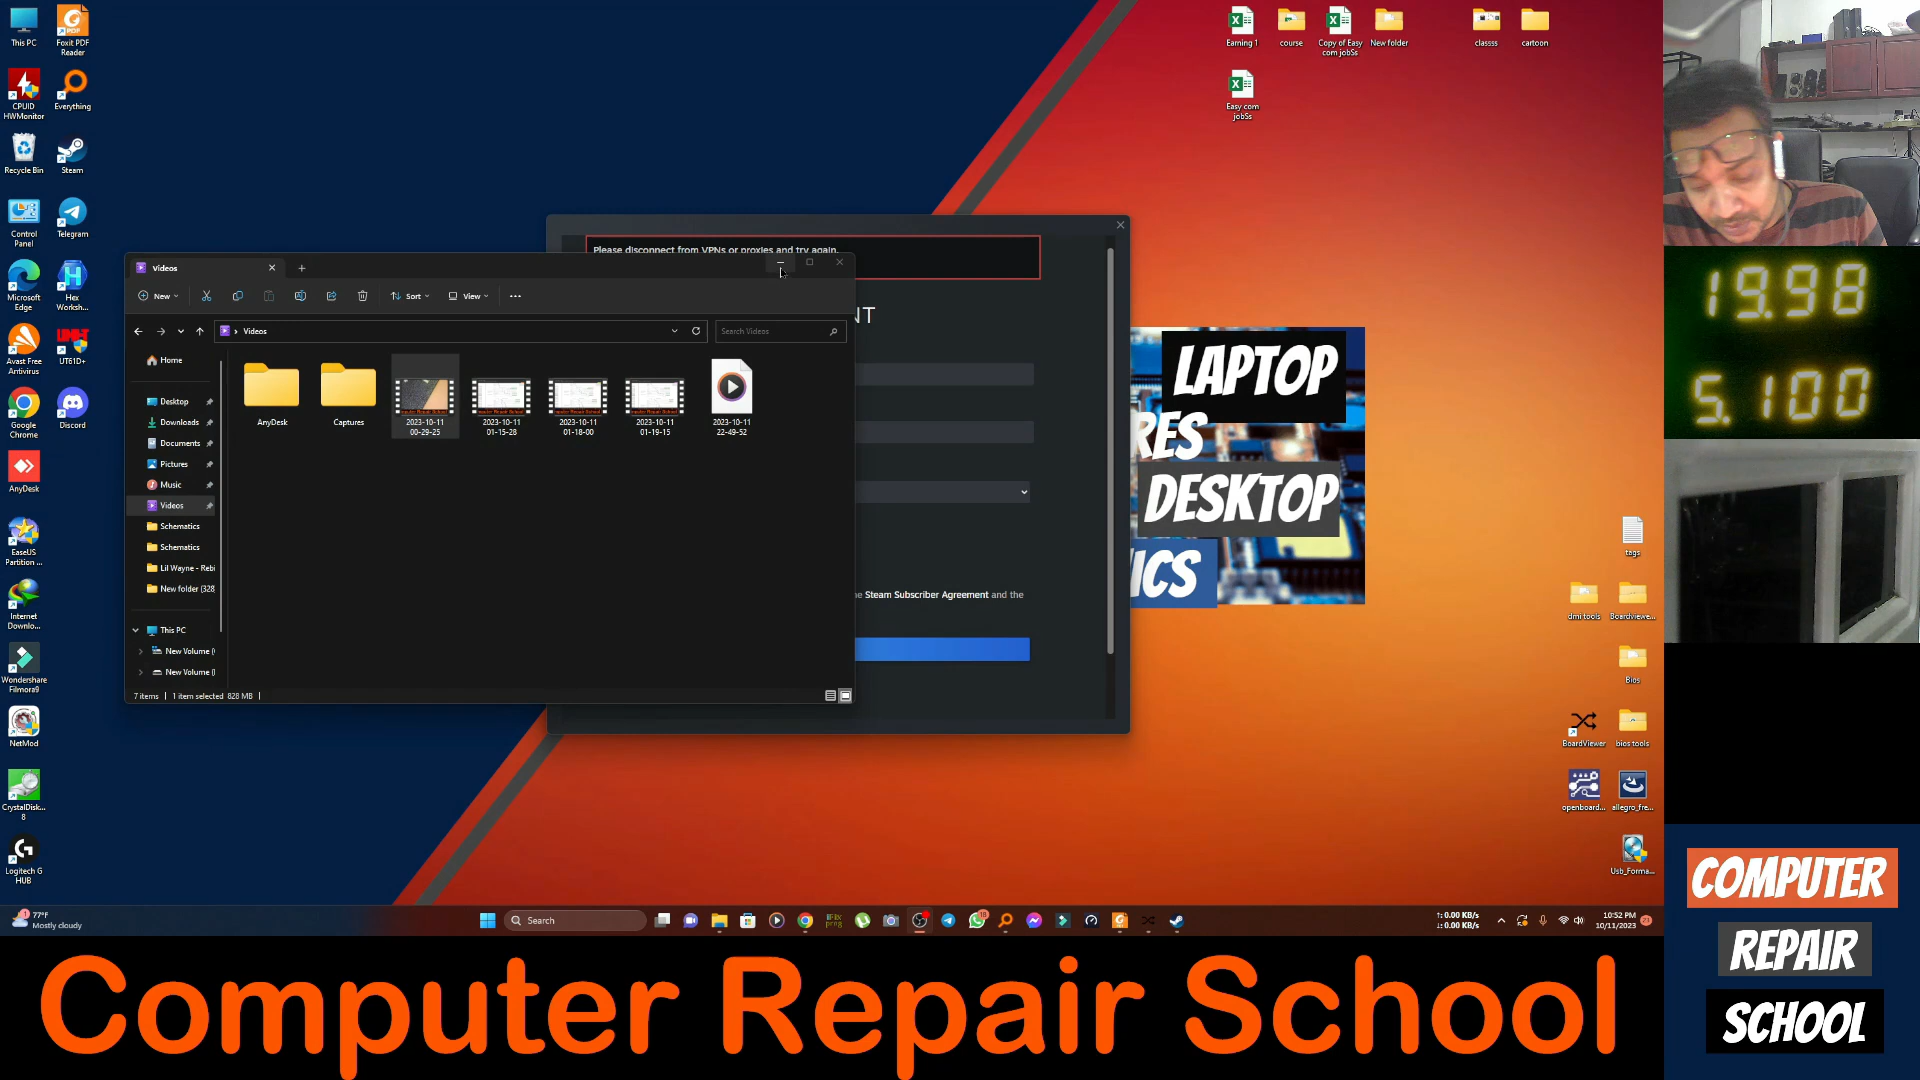 This PC
Foxit PDF
Reader
CPUID
HWMonitor
Everything
Recycle Bin
Steam
Control
Panel
Telegram
Microsoft
Edge
Hex
Worksh...
Avast Free
Antivirus
UT61D+
Google
Chrome
Discord
AnyDesk
EaseUS
Partition ...
Internet
Downlo...
Wondershare
Filmora9
NetMod
CrystalDisk...
8
Logitech G
HUB
Earning 1
course
Copy of Easy
com jobSs
New folder
classss
cartoon
Easy com
jobSs
Please disconnect from VPNs or proxies and try again.
NT
e Steam Subscriber Agreement and the
Videos
New
Sort
View
Videos
Search Videos
Home
Desktop
Downloads
Documents
Pictures
Music
Videos
Schematics
Schematics
Lil Wayne - Rebi
New folder (328
This PC
New Volume (
New Volume (
AnyDesk
Captures
2023-10-11
00-29-25
2023-10-11
01-15-28
2023-10-11
01-18-00
2023-10-11
01-19-15
2023-10-11
22-49-52
7 items
1 item selected 828 MB
LAPTOP
RES
DESKTOP
ICS
tags
dmi tools
Boardviewe...
Bios
BoardViewer
bios tools
openboard...
allegro_fre...
Usb_Forma...
77°F
Mostly cloudy
Search
18
↑: 0.00 KB/s
↓: 0.00 KB/s
10:52 PM
10/11/2023
23
19.98
5.100
Computer Repair School
COMPUTER
REPAIR
SCHOOL